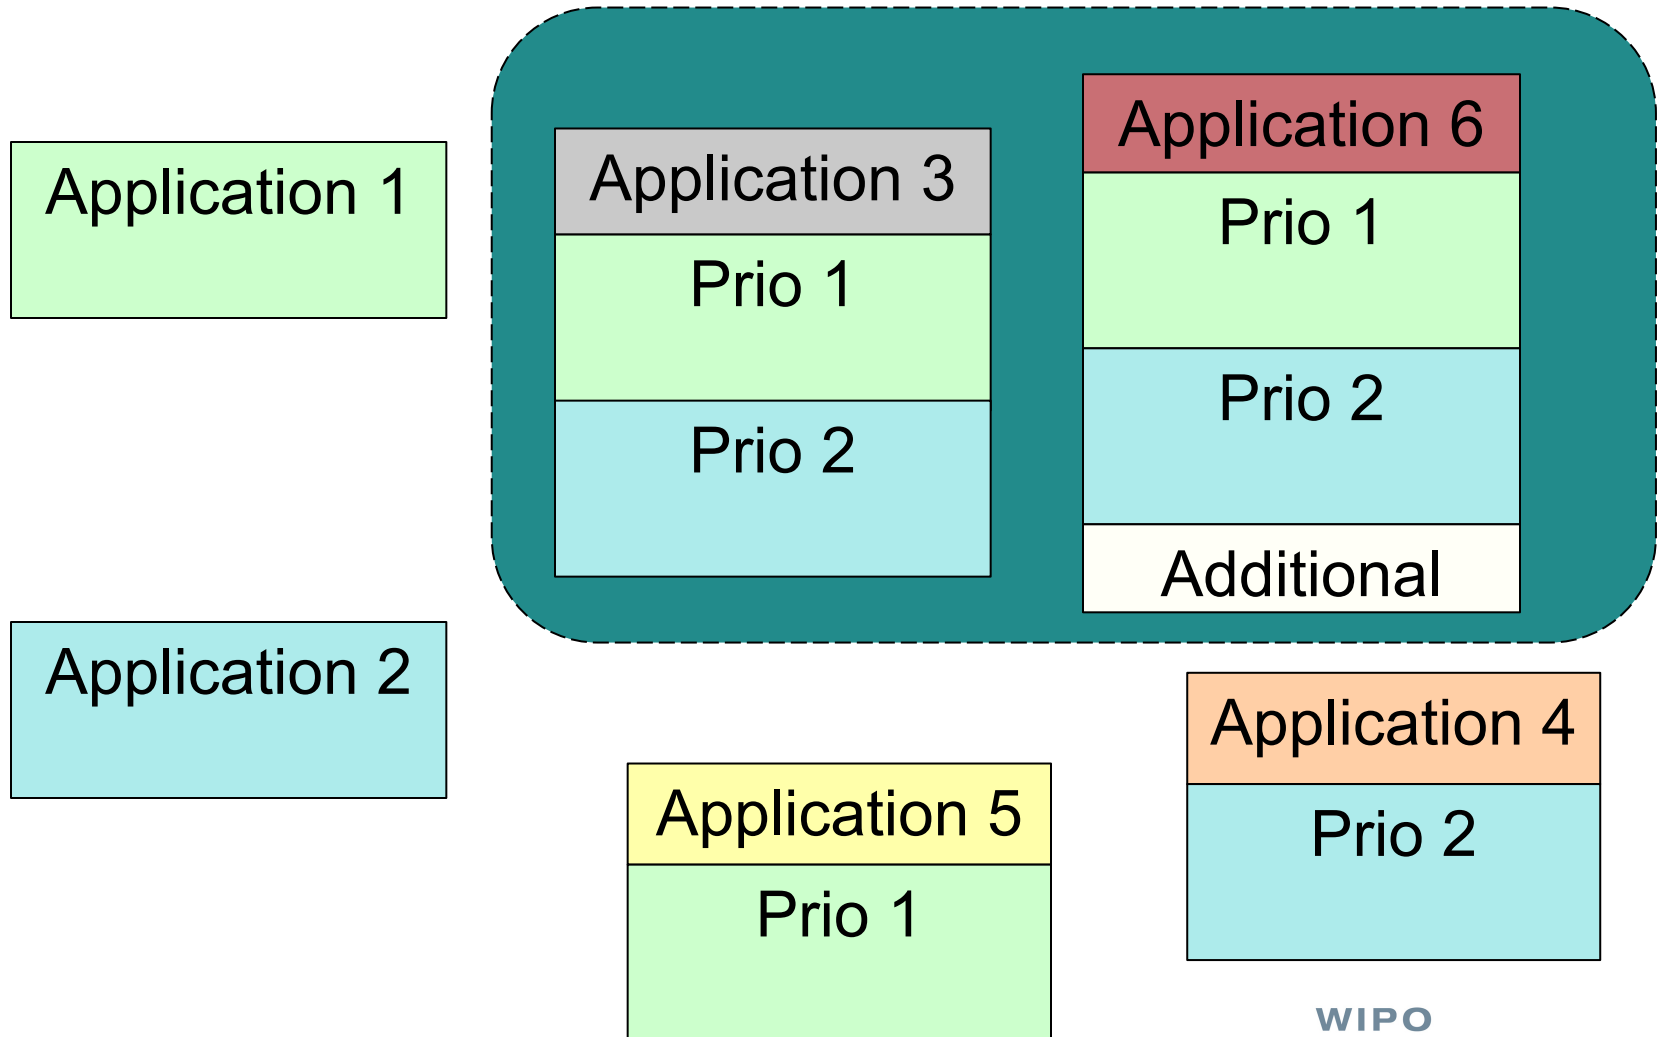 Application 1
Application 3
Prio 1
Prio 2
Application 6
Prio 1
Prio 2
Additional
Application 2
Application 5
Prio 1
Application 4
Prio 2
WIPO